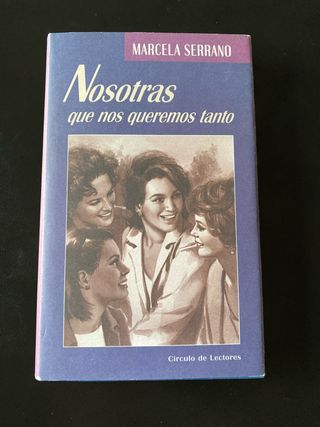 MARCELA SERRANO
Nosotras
que nos queremos tanto
Círculo de Lectores